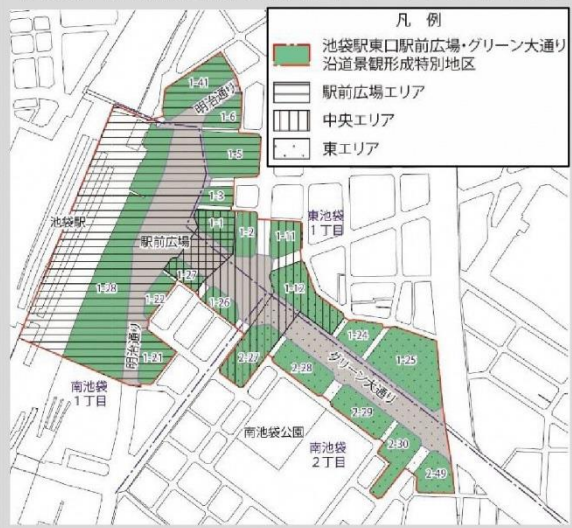 凡 例
池袋駅東口駅前広場・グリーン大通り
沿道景観形成特別地区
駅前広場エリア
中央エリア
東エリア
1-41
明治通り
1-6
1-5
1-3
池袋駅
1-1
1-2
1-11
東池袋
1丁目
駅前広場
1-27
1-12
1-28
1-22
1-26
1-24
1-25
明治通り
1-21
2-27
2-28
グリーン大通り
南池袋
1丁目
2-29
南池袋公園
2-30
南池袋
2丁目
2-49